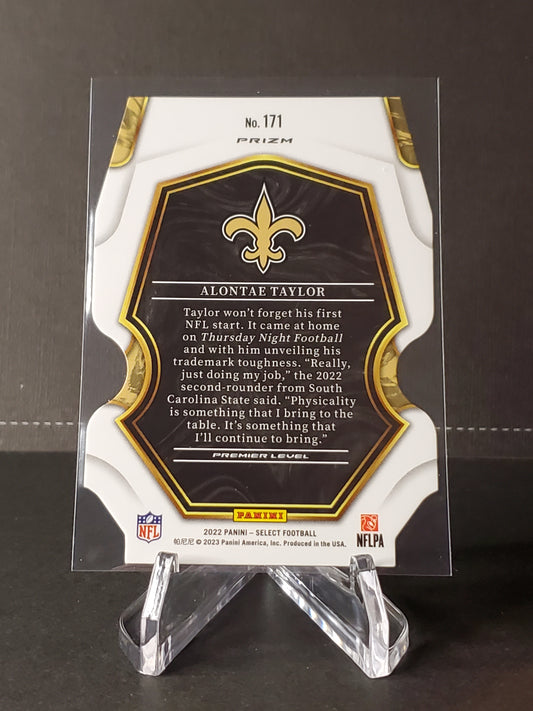 No. 171
PRIZM
ALONTAE TAYLOR
Taylor won't forget his first
NFL start. It came at home
on Thursday Night Football
and with him unveiling his
trademark toughness. "Really,
just doing my job," the 2022
second-rounder from South
Carolina State said. "Physicality
is something that I bring to the
table. It's something that
I'll continue to bring."
PREMIER LEVEL
PANINI
NFL
2022 PANINI – SELECT FOOTBALL
帕尼尼 © 2023 Panini America, Inc. Produced in the USA.
NFLPA